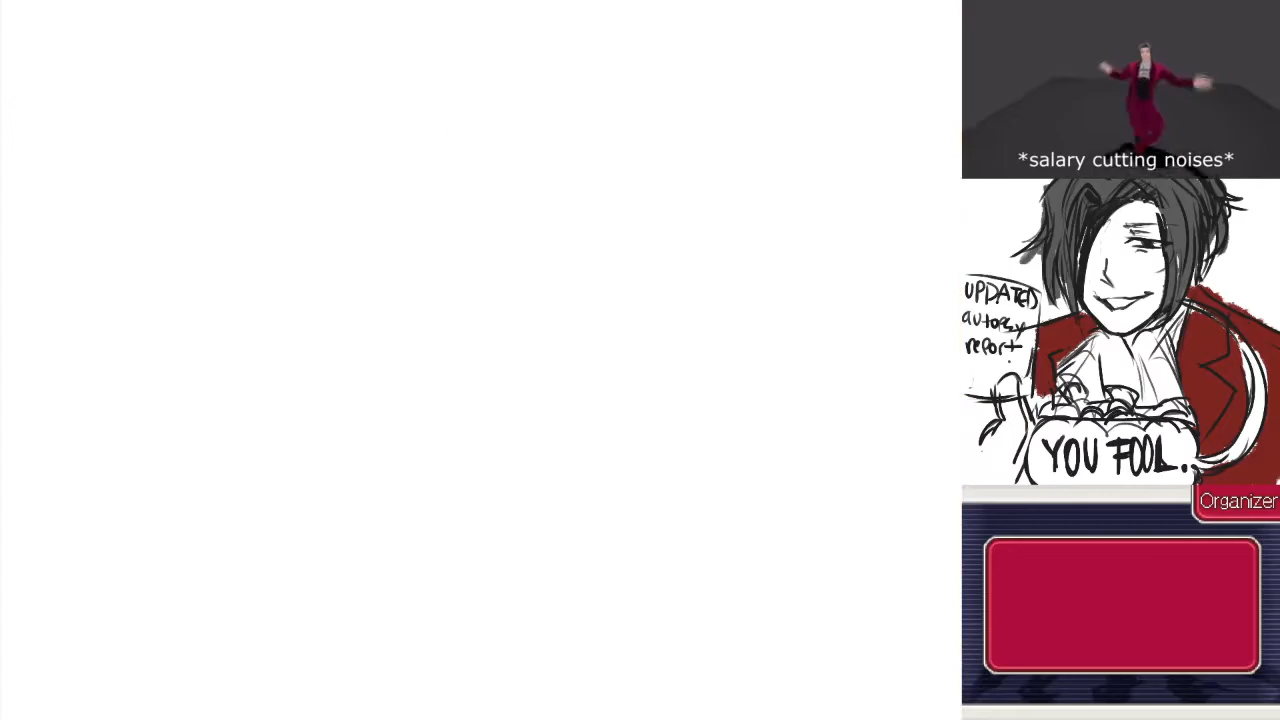 *salary cutting noises*
UPDATED
autopsy
report
YOU FOOL..
Organizer